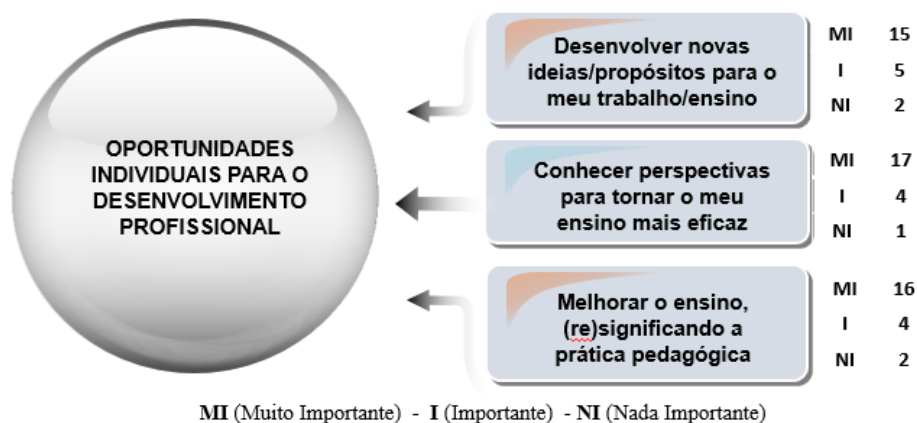 OPORTUNIDADES
INDIVIDUAIS PARA O
DESENVOLVIMENTO
PROFISSIONAL
Desenvolver novas
ideias/propósitos para o
meu trabalho/ensino
MI 15
I 5
NI 2
Conhecer perspectivas
para tornar o meu
ensino mais eficaz
MI 17
I 4
NI 1
Melhorar o ensino,
(re)significando a
prática pedagógica
MI 16
I 4
NI 2
MI (Muito Importante) - I (Importante) - NI (Nada Importante)